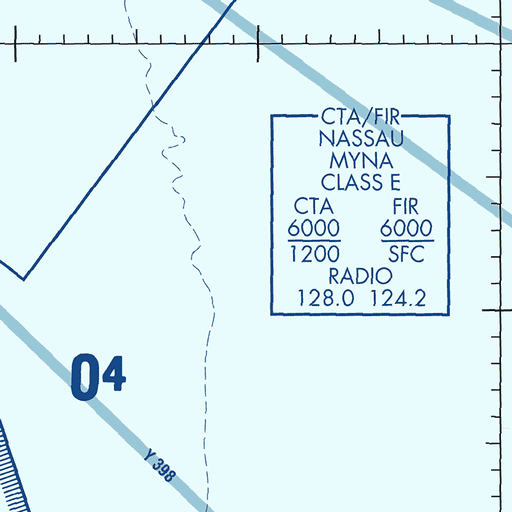 CTA/FIR
NASSAU
MYNA
CLASS E
CTA FIR
6000 6000
1200 SFC
RADIO
128.0 124.2
04
Y 398